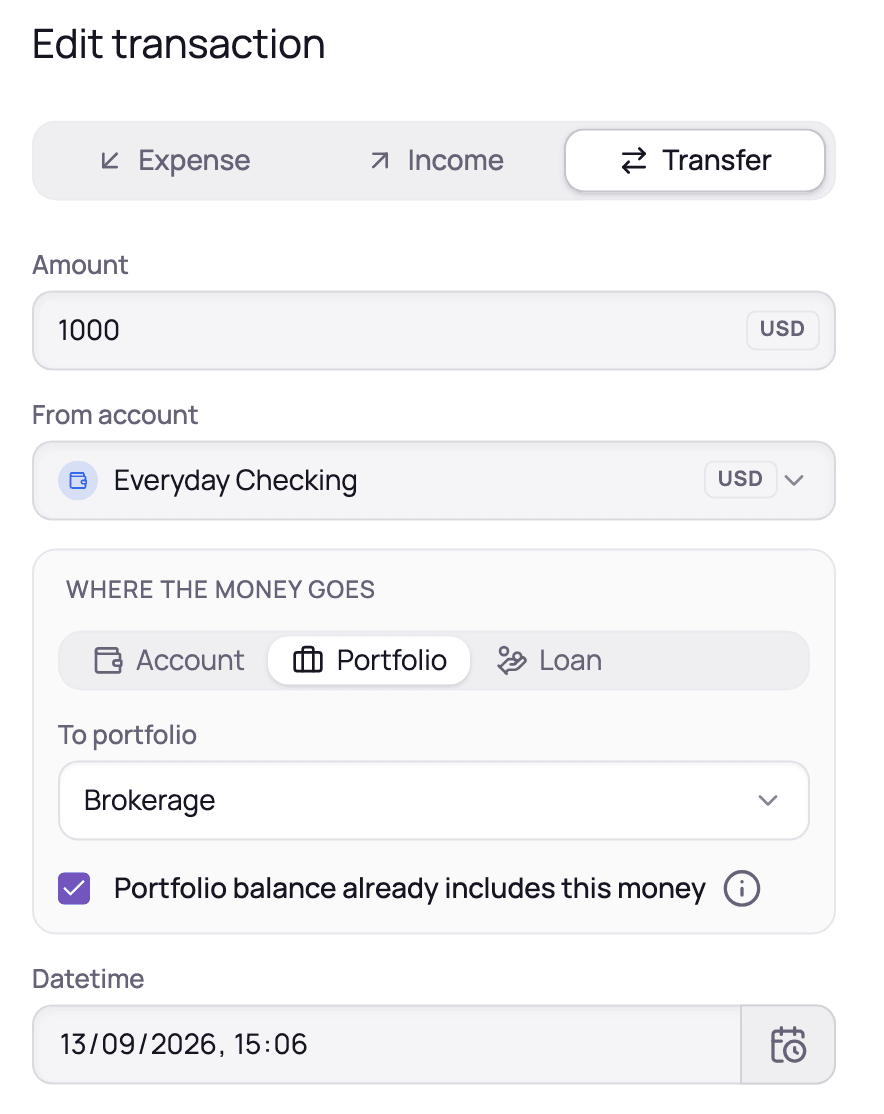 Edit transaction
Expense Income Transfer
Amount
1000 USD
From account
Everyday Checking USD
WHERE THE MONEY GOES
Account Portfolio Loan
To portfolio
Brokerage
Portfolio balance already includes this money
Datetime
13/09/2026, 15:06